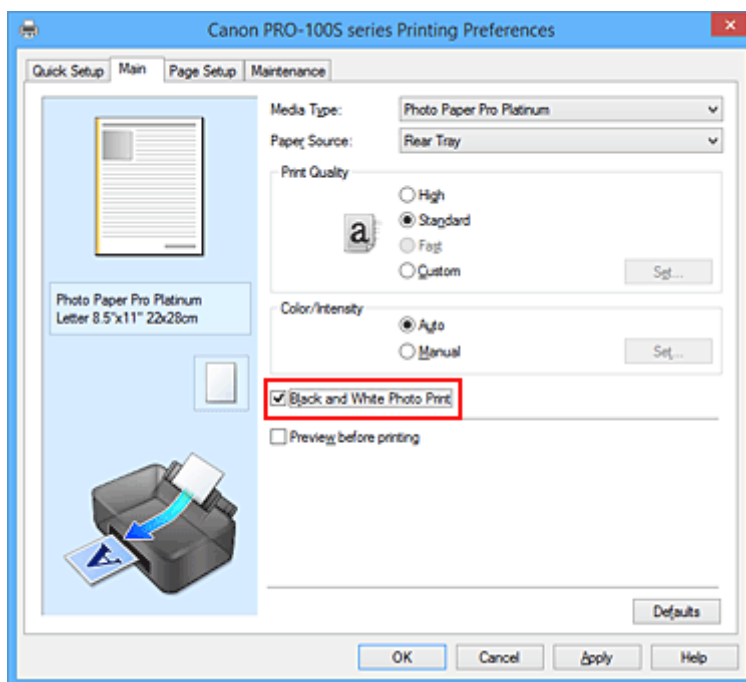 Canon PRO-100S series Printing Preferences
Quick Setup Main Page Setup Maintenance
Media Type: Photo Paper Pro Platinum
Paper Source: Rear Tray
Print Quality
High
a Standard
Fast
Custom Set...
Photo Paper Pro Platinum
Letter 8.5"x11" 22x28cm
Color/Intensity
Auto
Manual Set...
Black and White Photo Print
Preview before printing
A
Defaults
OK Cancel Apply Help